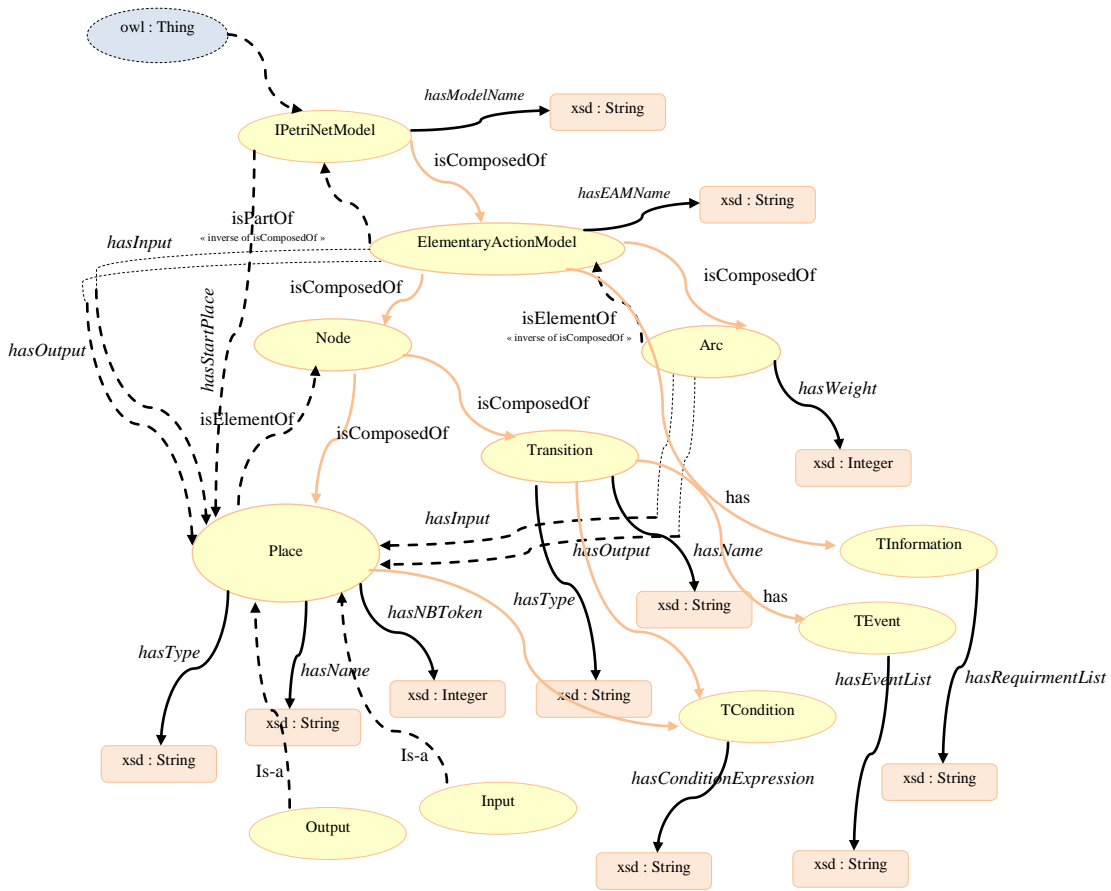 owl : Thing
hasModelName
xsd : String
IPetriNetModel
isComposedOf
hasEAMName
xsd : String
isPartOf
« inverse of isComposedOf »
hasInput
ElementaryActionModel
isComposedOf
isComposedOf
hasOutput
hasStartPlace
Node
isElementOf
« inverse of isComposedOf »
Arc
hasWeight
isElementOf
isComposedOf
isComposedOf
Transition
xsd : Integer
has
hasInput
hasOutput
hasName
TInformation
Place
hasType
xsd : String
has
hasNBToken
TEvent
hasType
hasName
xsd : Integer
xsd : String
hasEventList
hasRequirmentList
xsd : String
xsd : String
TCondition
Is-a
Is-a
hasConditionExpression
xsd : String
Output
Input
xsd : String
xsd : String